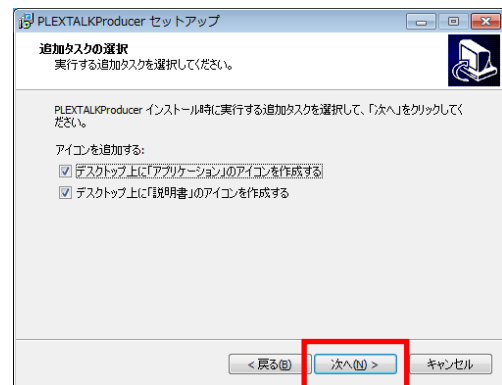 PLEXTALKProducer セットアップ
追加タスクの選択
実行する追加タスクを選択してください。
PLEXTALKProducer インストール時に実行する追加タスクを選択して、「次へ」をクリックしてく
ださい。
アイコンを追加する:
デスクトップ上に「アプリケーション」のアイコンを作成する
デスクトップ上に「説明書」のアイコンを作成する
< 戻る(B) 次へ(N) > キャンセル